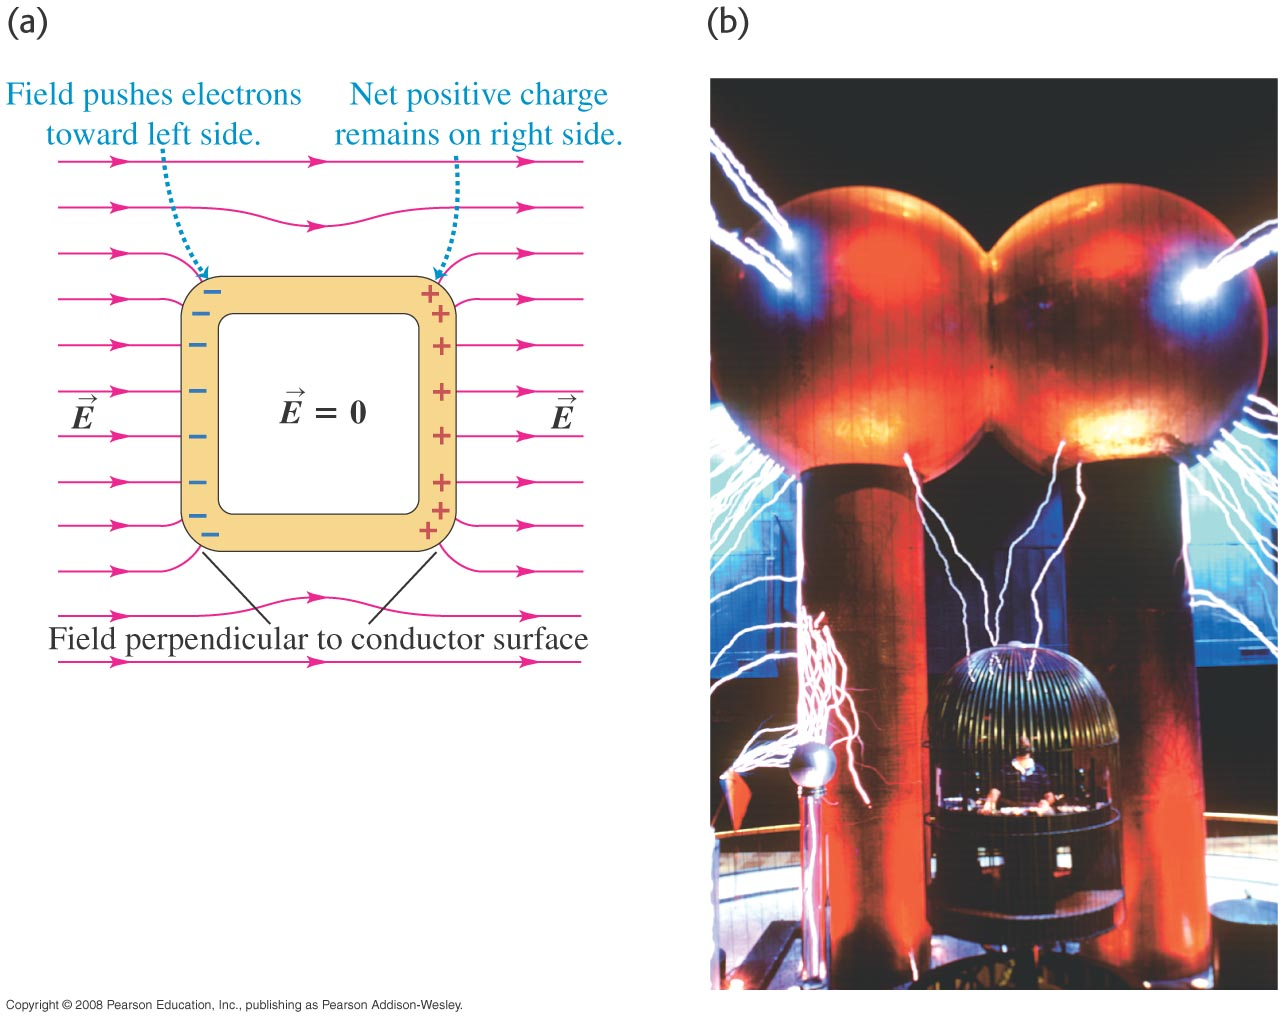 (a)
Field pushes electrons
toward left side.
Net positive charge
remains on right side.
E
E = 0
E
Field perpendicular to conductor surface
(b)
Copyright © 2008 Pearson Education, Inc., publishing as Pearson Addison-Wesley.